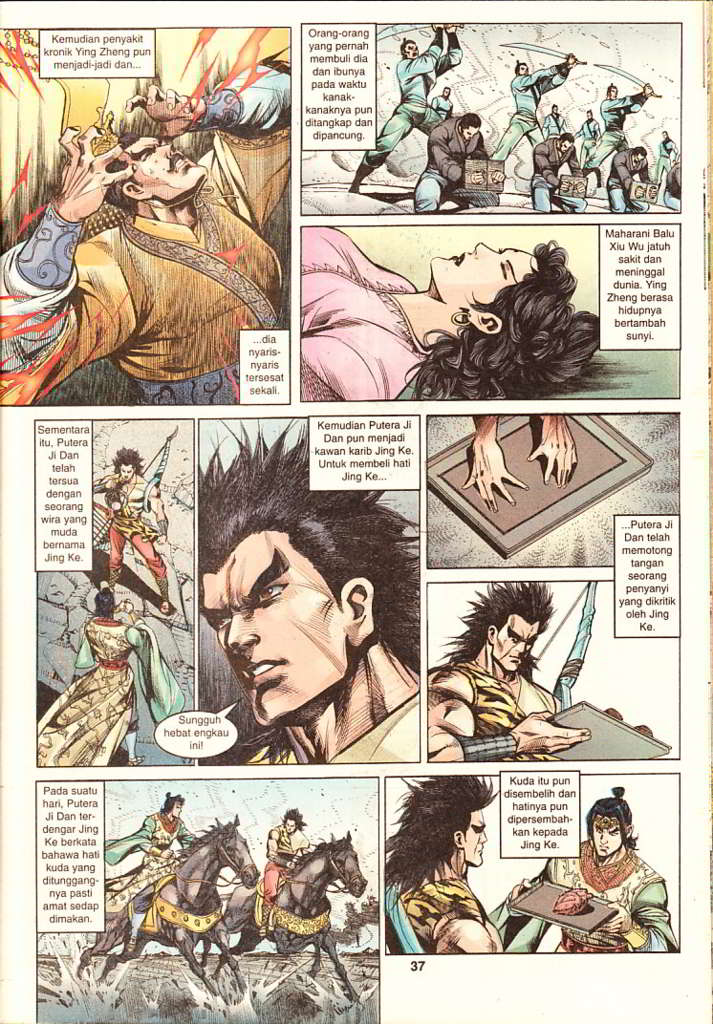 Kemudian penyakit
kronik Ying Zheng pun
menjadi-jadi dan...
...dia
nyaris-
nyaris
tersesat
sekali.
Orang-orang
yang pernah
membuli dia
dan ibunya
pada waktu
kanak-
kanaknya pun
ditangkap dan
dipancung.
Maharani Balu
Xiu Wu jatuh
sakit dan
meninggal
dunia. Ying
Zheng berasa
hidupnya
bertambah
sunyi.
Sementara
itu, Putera
Ji Dan
telah
tersua
dengan
seorang
wira yang
muda
bernama
Jing Ke.
Kemudian Putera Ji
Dan pun menjadi
kawan karib Jing Ke.
Untuk membeli hati
Jing Ke...
Sungguh
hebat engkau
ini!
...Putera Ji
Dan telah
memotong
tangan
seorang
penyanyi
yang dikritik
oleh Jing
Ke.
Pada suatu
hari, Putera
Ji Dan ter-
dengar Jing
Ke berkata
bahawa hati
kuda yang
ditunggang-
nya pasti
amat sedap
dimakan.
Kuda itu pun
disembelih dan
hatinya pun
dipersembah-
kan kepada
Jing Ke.
37